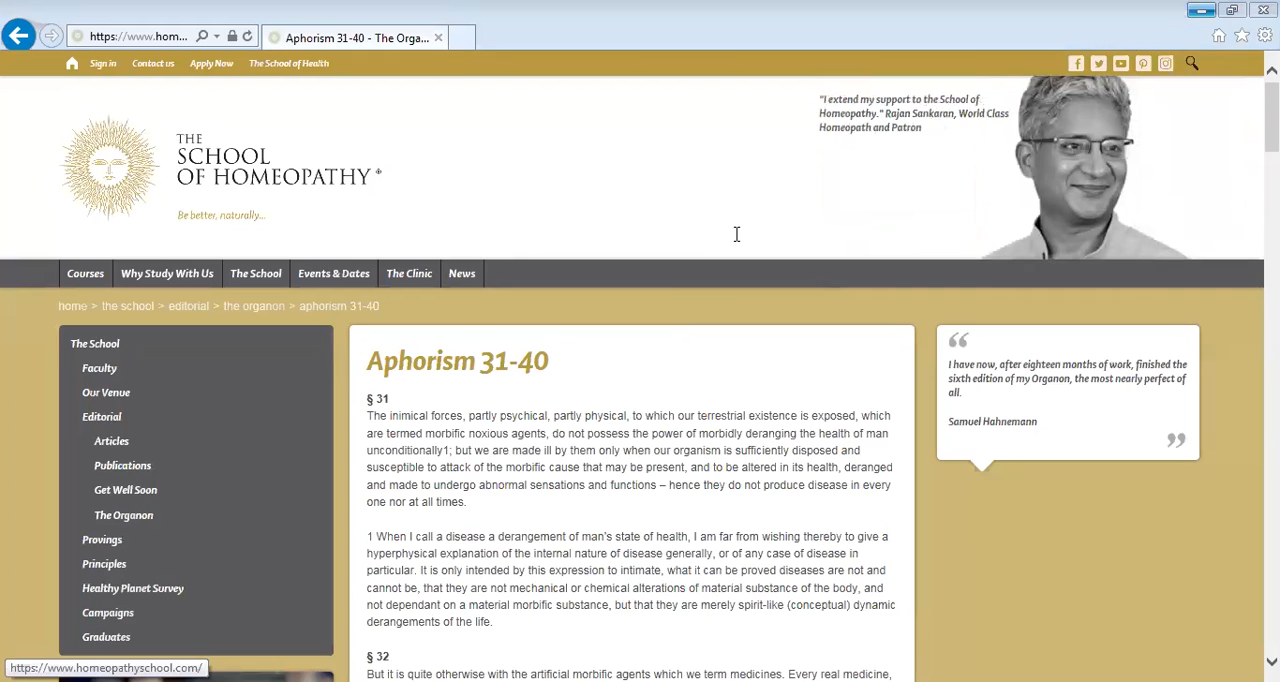 https://www.hom...
Aphorism 31-40 - The Orga...
Sign in
Contact us
Apply Now
The School of Health
"I extend my support to the School of
Homeopathy." Rajan Sankaran, World Class
Homeopath and Patron
THE
SCHOOL
OF HOMEOPATHY
Be better, naturally...
Courses
Why Study With Us
The School
Events & Dates
The Clinic
News
home > the school > editorial > the organon > aphorism 31-40
The School
Faculty
Our Venue
Editorial
Articles
Publications
Get Well Soon
The Organon
Provings
Principles
Healthy Planet Survey
Campaigns
Graduates
Aphorism 31-40
§ 31
The inimical forces, partly psychical, partly physical, to which our terrestrial existence is exposed, which
are termed morbific noxious agents, do not possess the power of morbidly deranging the health of man
unconditionally1; but we are made ill by them only when our organism is sufficiently disposed and
susceptible to attack of the morbific cause that may be present, and to be altered in its health, deranged
and made to undergo abnormal sensations and functions – hence they do not produce disease in every
one nor at all times.
1 When I call a disease a derangement of man's state of health, I am far from wishing thereby to give a
hyperphysical explanation of the internal nature of disease generally, or of any case of disease in
particular. It is only intended by this expression to intimate, what it can be proved diseases are not and
cannot be, that they are not mechanical or chemical alterations of material substance of the body, and
not dependant on a material morbific substance, but that they are merely spirit-like (conceptual) dynamic
derangements of the life.
§ 32
But it is quite otherwise with the artificial morbific agents which we term medicines. Every real medicine,
I have now, after eighteen months of work, finished the
sixth edition of my Organon, the most nearly perfect of
all.
Samuel Hahnemann
https://www.homeopathyschool.com/